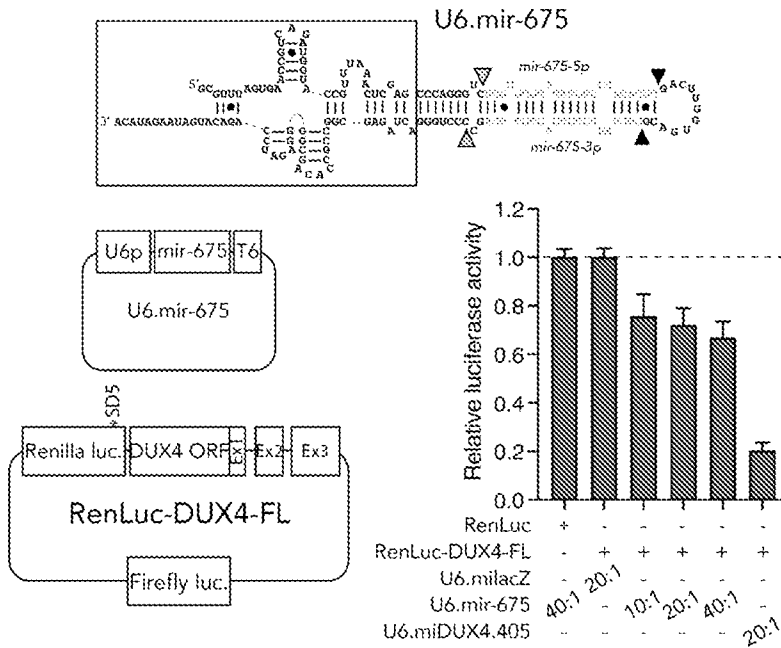 U6.mir-675
mir-675-5p
mir-675-3p
5'
3'
ACAUAGAAUAGUACAGA
U6p mir-675 T6
U6.mir-675
*SD5
Renilla luc. DUX4 ORF Ex1 Ex2 Ex3
RenLuc-DUX4-FL
Firefly luc.
Relative luciferase activity
1.2
1.0
0.8
0.6
0.4
0.2
0.0
RenLuc + - - - - -
RenLuc-DUX4-FL - + + + + +
U6.milacZ - 20:1 - - - -
U6.mir-675 40:1 - 10:1 20:1 40:1 -
U6.miDUX4.405 - - - - - 20:1